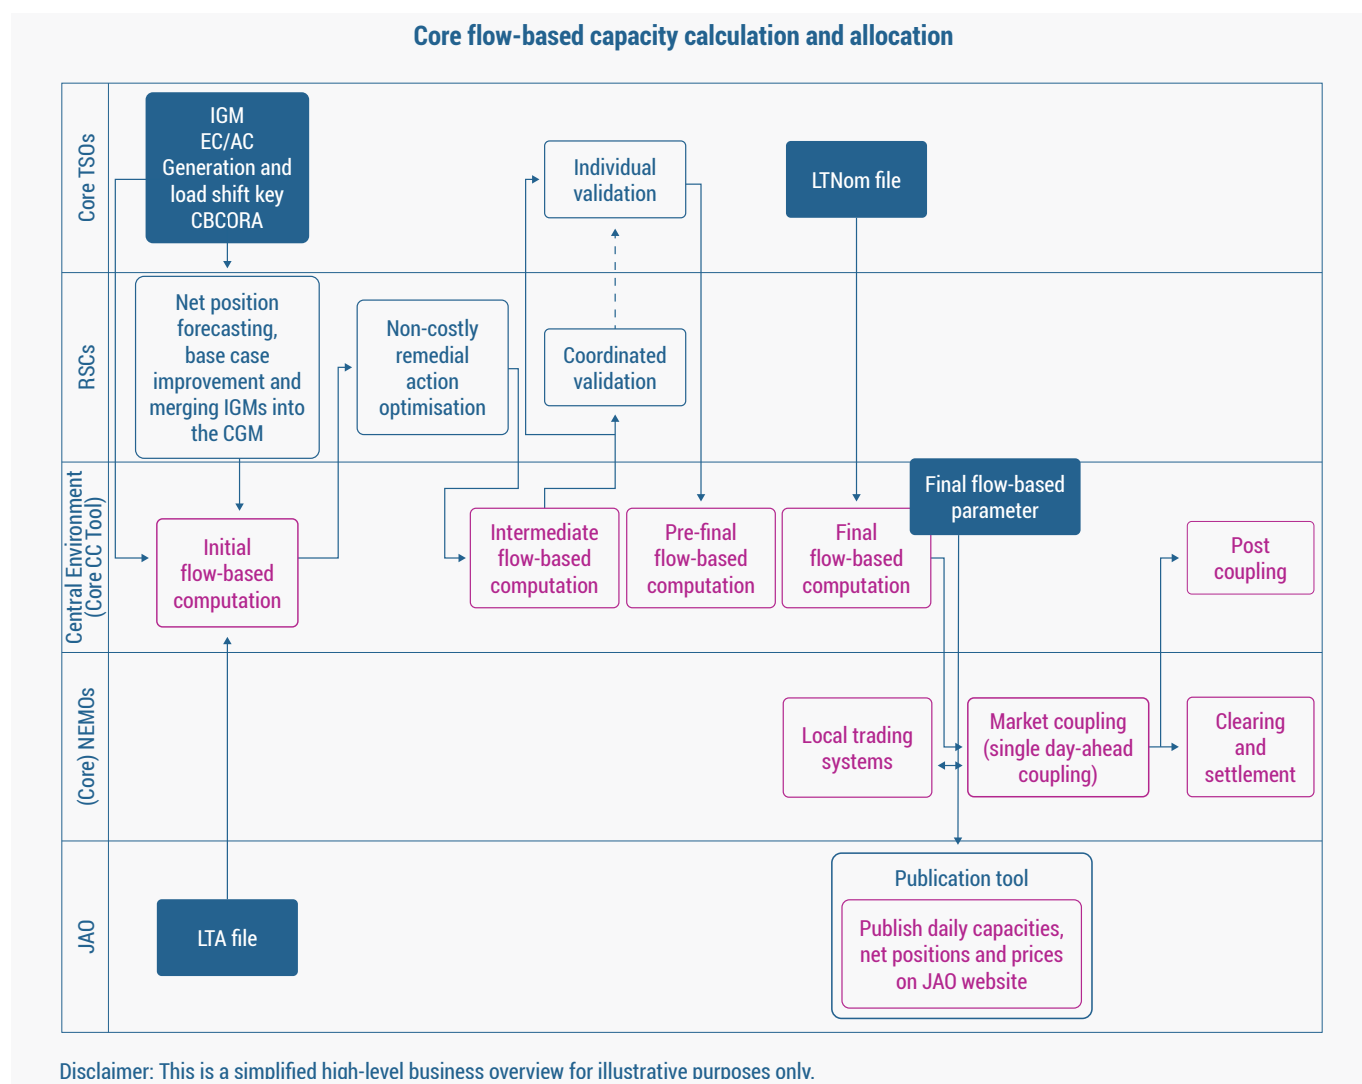 Core flow-based capacity calculation and allocation
Core TSOs
IGM
EC/AC
Generation and
load shift key
CBCORA
Individual
validation
LTNom file
RSCs
Net position
forecasting,
base case
improvement and
merging IGMs into
the CGM
Non-costly
remedial
action
optimisation
Coordinated
validation
Central Environment
(Core CC Tool)
Initial
flow-based
computation
Intermediate
flow-based
computation
Pre-final
flow-based
computation
Final
flow-based
computation
Final flow-based
parameter
Post
coupling
(Core) NEMOs
Local trading
systems
Market coupling
(single day-ahead
coupling)
Clearing
and
settlement
JAO
LTA file
Publication tool
Publish daily capacities,
net positions and prices
on JAO website
Disclaimer: This is a simplified high-level business overview for illustrative purposes only.